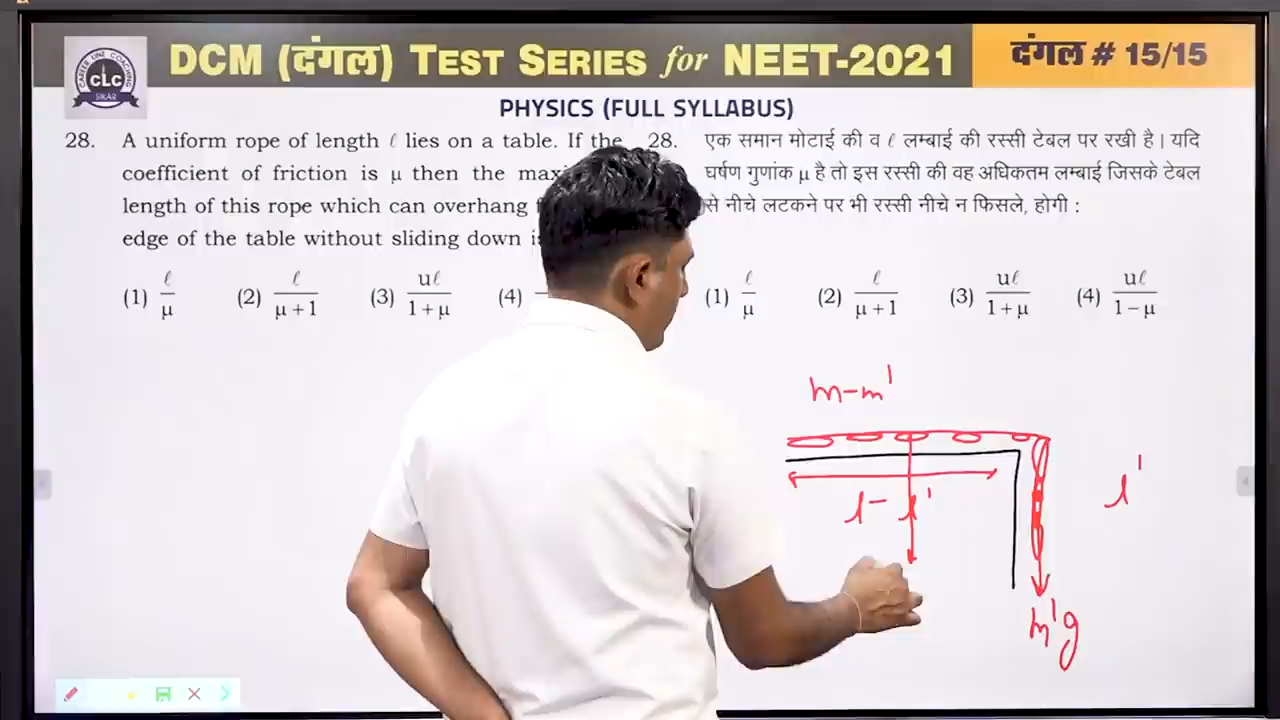 DCM (दंगल) TEST SERIES for NEET-2021
दंगल # 15/15
CLC
SIKAR
PHYSICS (FULL SYLLABUS)
28. A uniform rope of length ℓ lies on a table. If the
coefficient of friction is μ then the
length of this rope which can overhang
edge of the table without sliding down
(1) ℓ/μ (2) ℓ/μ+1 (3) uℓ/1+μ (4)
28. एक समान मोटाई की व ℓ लम्बाई की रस्सी टेबल पर रखी है। यदि
घर्षण गुणांक μ है तो इस रस्सी की वह अधिकतम लम्बाई जिसके टेबल
से नीचे लटकने पर भी रस्सी नीचे न फिसले, होगी :
(1) ℓ/μ (2) ℓ/μ+1 (3) uℓ/1+μ (4) uℓ/1−μ
m-m'
l-l'
l'
m'g